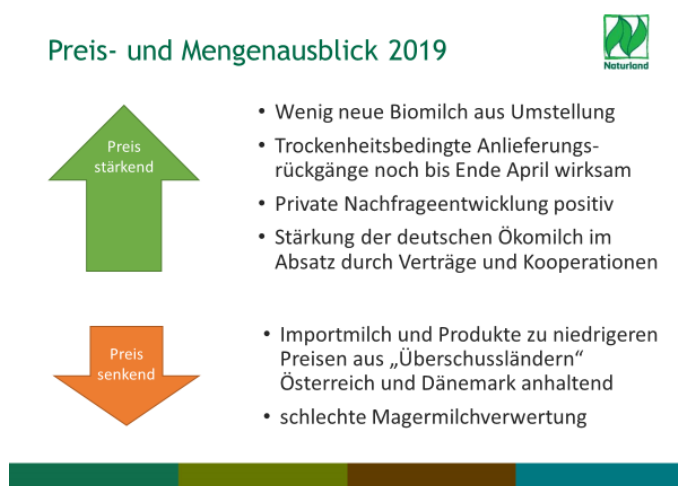 Preis- und Mengenausblick 2019
Naturland
Preis
stärkend
• Wenig neue Biomilch aus Umstellung
• Trockenheitsbedingte Anlieferungs-
rückgänge noch bis Ende April wirksam
• Private Nachfrageentwicklung positiv
• Stärkung der deutschen Ökomilch im
Absatz durch Verträge und Kooperationen
Preis
senkend
• Importmilch und Produkte zu niedrigeren
Preisen aus „Überschussländern“
Österreich und Dänemark anhaltend
• schlechte Magermilchverwertung